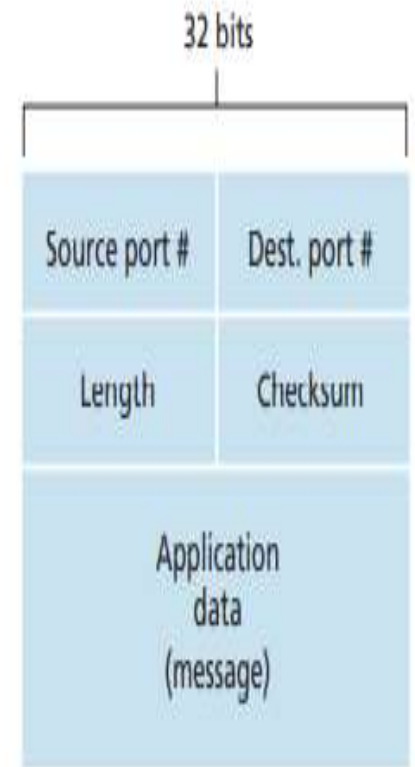 32 bits
Source port #
Dest. port #
Length
Checksum
Application
data
(message)